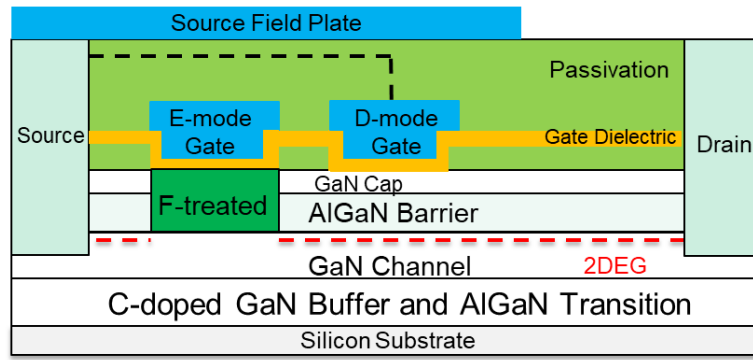 Source Field Plate
Passivation
E-mode
Gate
D-mode
Gate
Source
Gate Dielectric
Drain
GaN Cap
F-treated
AlGaN Barrier
GaN Channel
2DEG
C-doped GaN Buffer and AlGaN Transition
Silicon Substrate